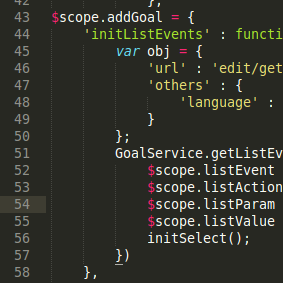 42 },
43 $scope.addGoal = {
44 'initListEvents' : functi
45 var obj = {
46 'url' : 'edit/get
47 'others' : {
48 'language' :
49 }
50 };
51 GoalService.getListEv
52 $scope.listEvent
53 $scope.listAction
54 $scope.listParam
55 $scope.listValue
56 initSelect();
57 })
58 },